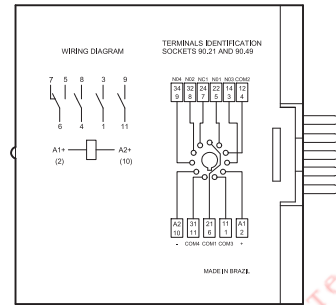 WIRING DIAGRAM
7 5 8 3 9
6 4 1 11
A1+ A2+
(2) (10)
TERMINALS IDENTIFICATION
SOCKETS 90.21 AND 90.49
N04 N02 NC1 N01 N03 COM2
34 32 24 22 14 12
9 8 7 5 3 4
A2 31 21 11 A1
10 11 6 1 2
- COM4 COM1 COM3 +
MADE IN BRAZIL